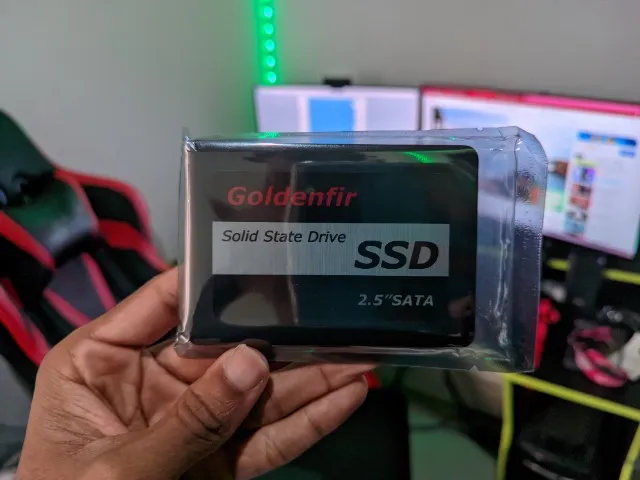 Goldenfir
Solid State Drive
SSD
2.5"SATA